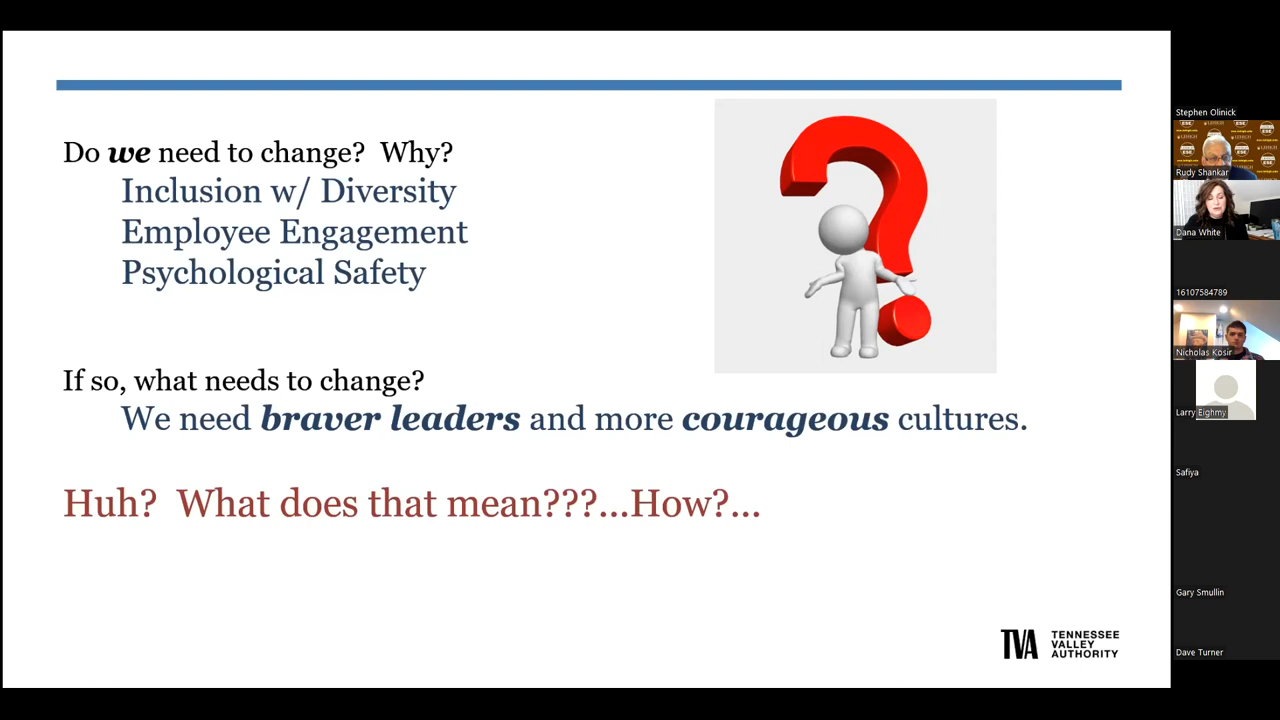 Do we need to change?  Why?
Inclusion w/ Diversity
Employee Engagement
Psychological Safety
If so, what needs to change?
We need braver leaders and more courageous cultures.
Huh?  What does that mean???...How?...
TVA
TENNESSEE
VALLEY
AUTHORITY
Stephen Olinick
Rudy Shankar
Dana White
16107584789
Nicholas Kosir
Larry Eighmy
Safiya
Gary Smullin
Dave Turner